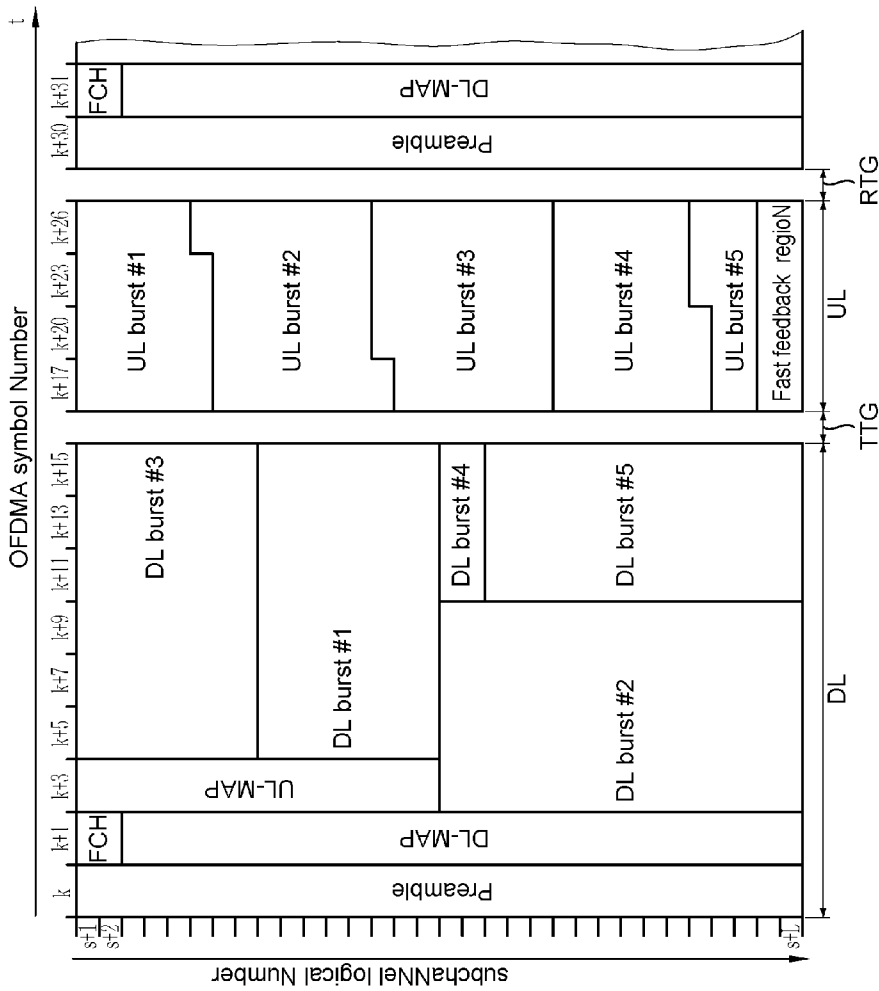 OFDMA symbol Number
t
k
k+1
k+3
k+5
k+7
k+9
k+11
k+13
k+15
k+17
k+20
k+23
k+26
k+30
k+31
subchaNNel logical Number
s+1
s+2
s+L
Preamble
FCH
DL-MAP
UL-MAP
DL burst #3
DL burst #1
DL burst #2
DL burst #4
DL burst #5
UL burst #1
UL burst #2
UL burst #3
UL burst #4
UL burst #5
Fast feedback regioN
Preamble
FCH
DL-MAP
DL
TTG
UL
RTG